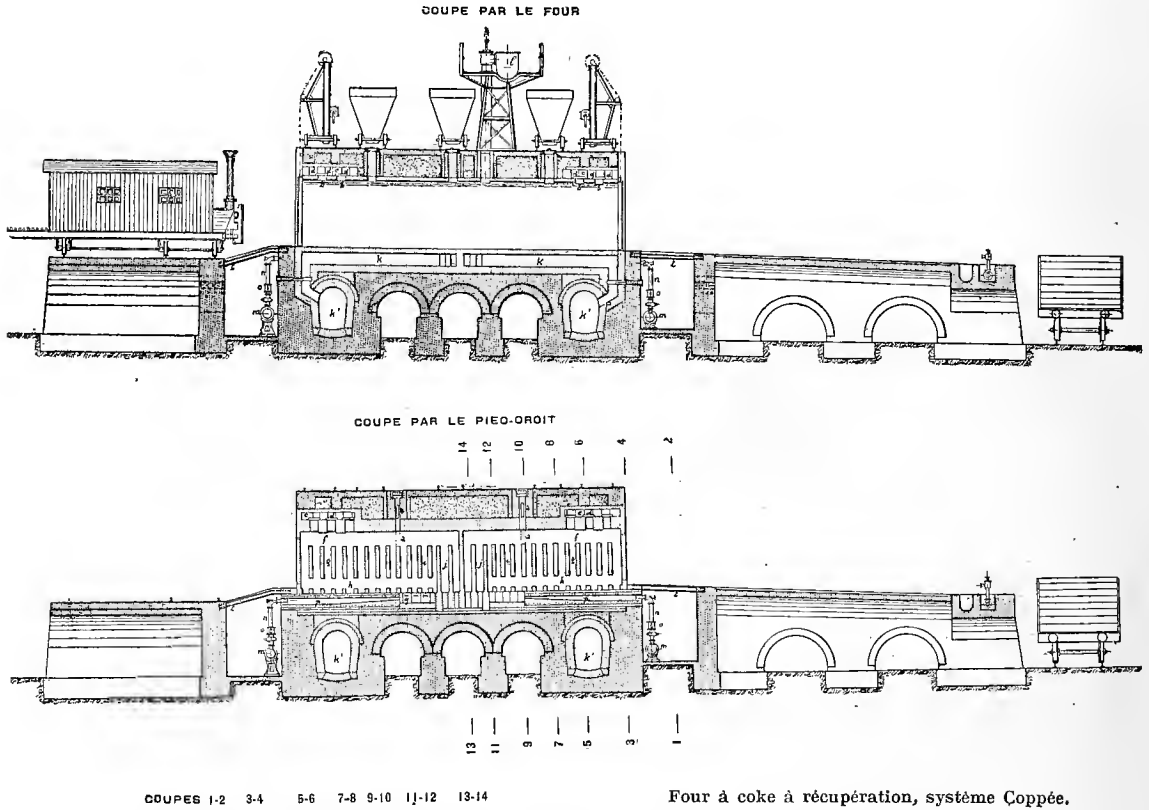 COUPE PAR LE FOUR
f
k k
l l
n n
o o
m m
k' k'
COUPE PAR LE PIED-DROIT
14 12 10 8 6 4 2
b b
a a
f f
g i j j i g
h h
l l
n n
o o
m m
k' k'
13 11 9 7 5 3 1
COUPES 1-2 3-4 5-6 7-8 9-10 11-12 13-14
Four à coke à récupération, système Çoppée.